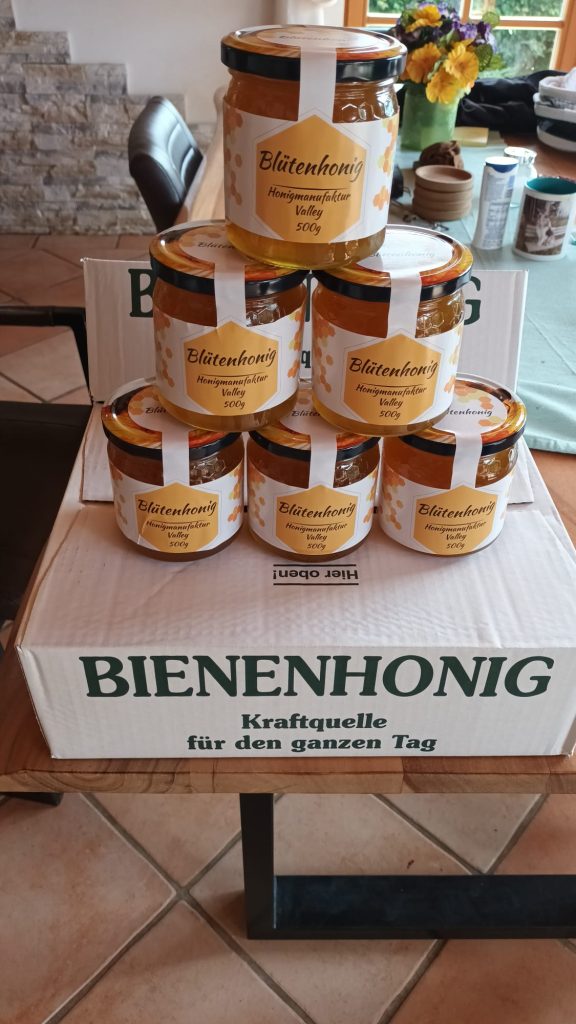 Blütenhonig
Honigmanufaktur
Valley
500g
Blütenhonig
Honigmanufaktur
Valley
500g
Blütenhonig
Honigmanufaktur
Valley
500g
Blütenhonig
Honigmanufaktur
Valley
500g
Blütenhonig
Honigmanufaktur
Valley
500g
Blütenhonig
Honigmanufaktur
Valley
500g
Hier oben!
BIENENHONIG
Kraftquelle
für den ganzen Tag